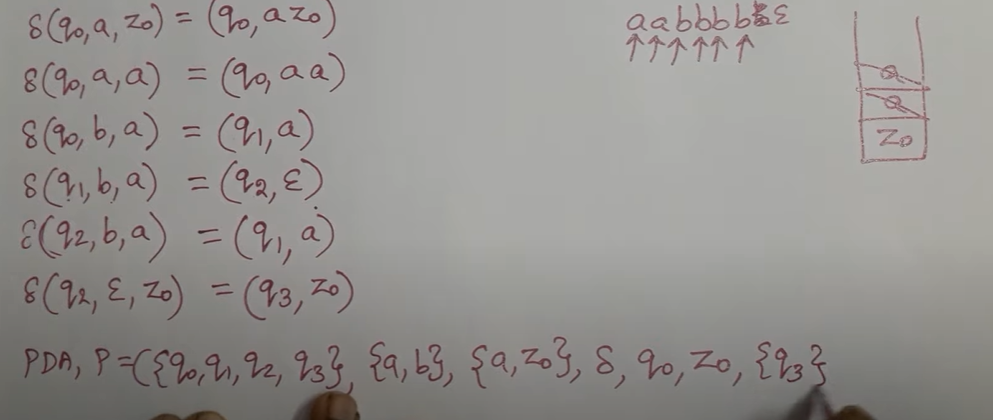 δ(q0, a, z0) = (q0, a z0)
aabbbbε
δ(q0, a, a) = (q0, aa)
↑↑↑↑↑↑
a
a
z0
δ(q0, b, a) = (q1, a)
δ(q1, b, a) = (q2, ε)
δ(q2, b, a) = (q1, a)
δ(q2, ε, z0) = (q3, z0)
PDA, P = ({q0, q1, q2, q3}, {a, b}, {a, z0}, δ, q0, z0, {q3}